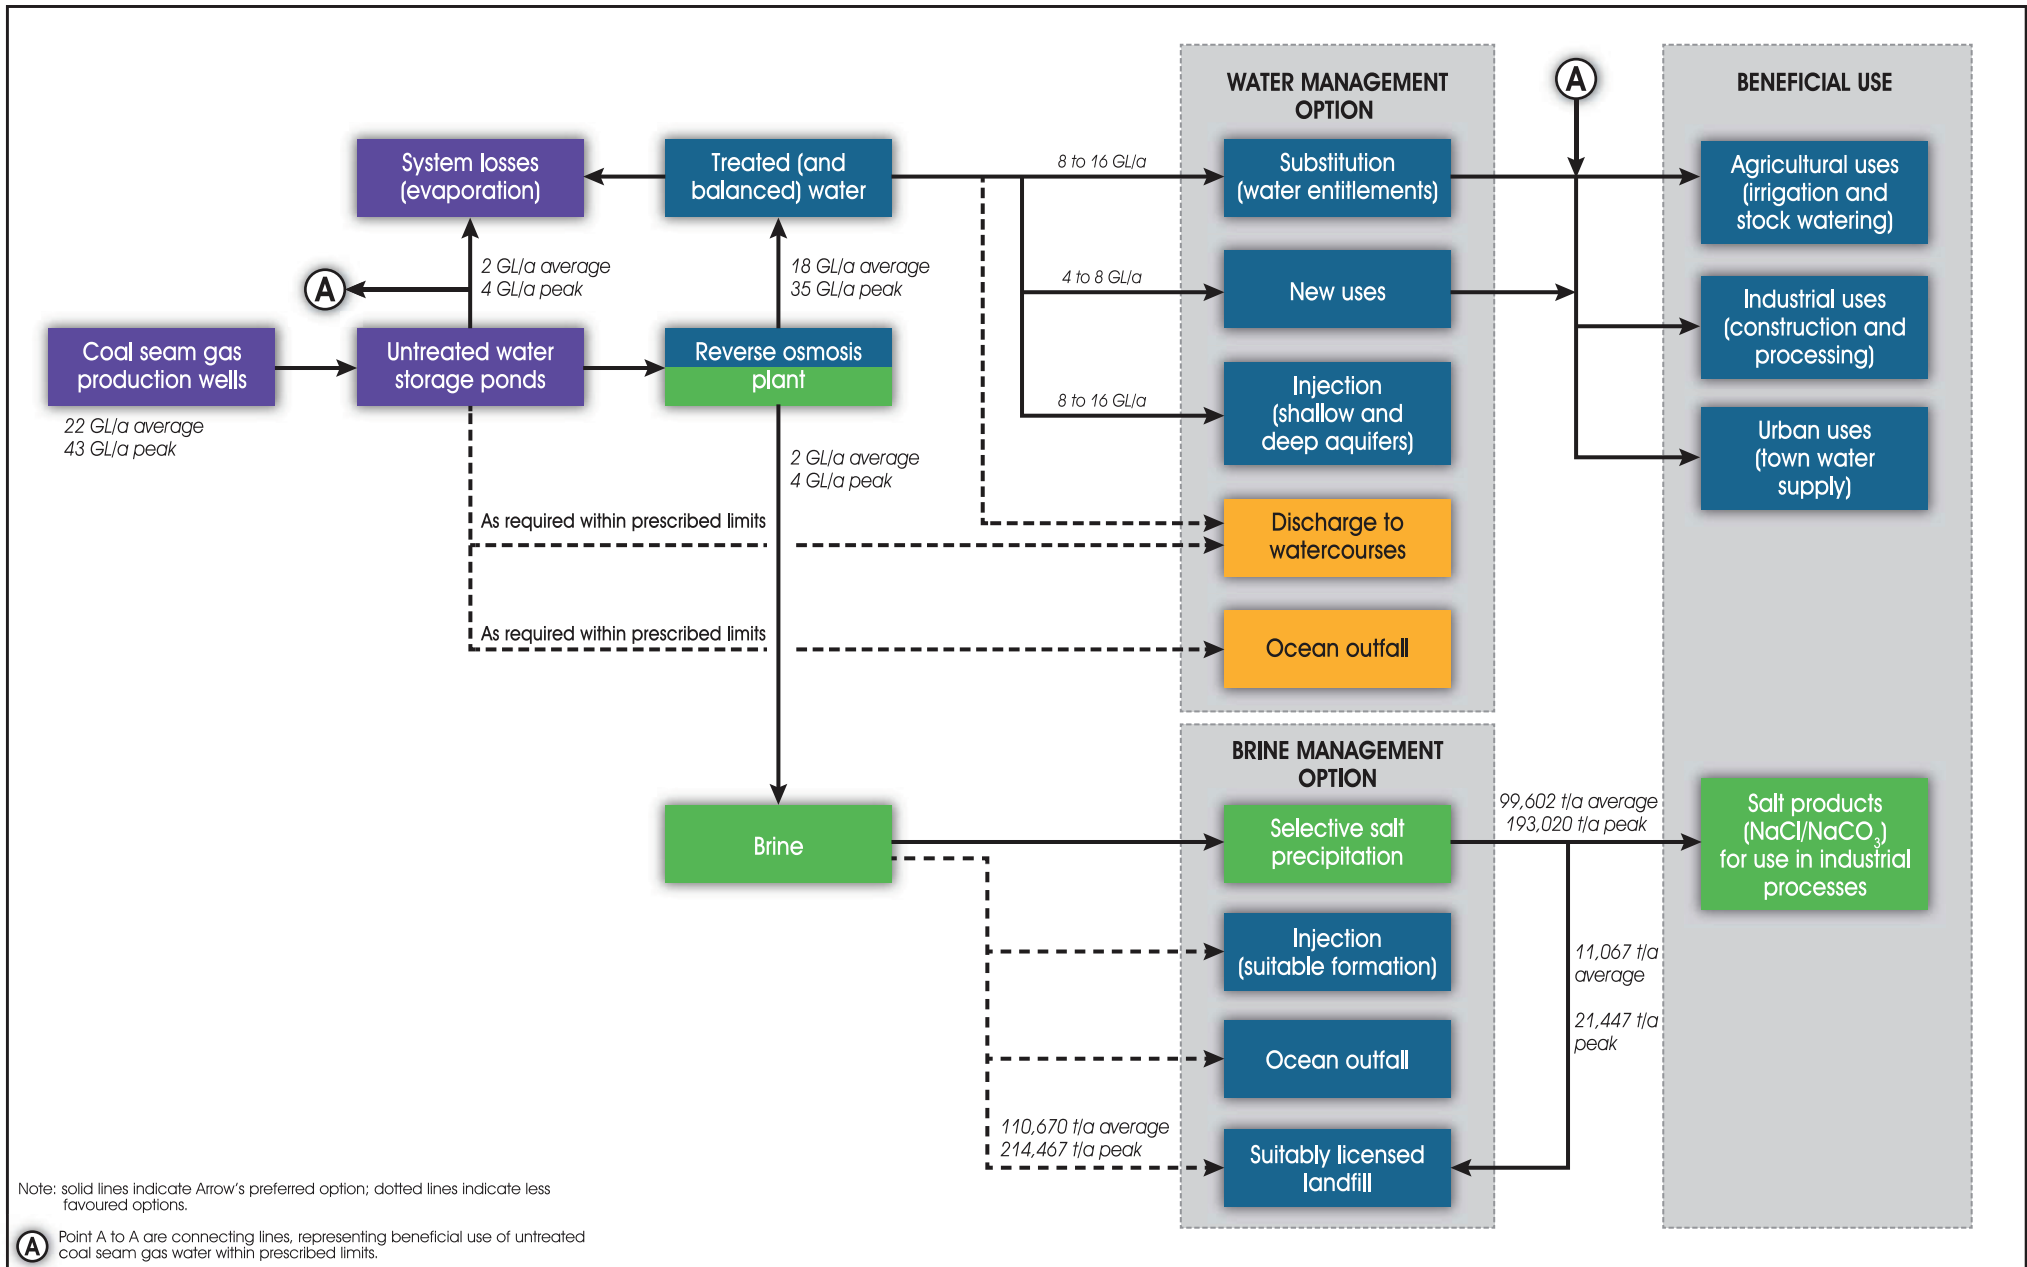 WATER MANAGEMENT
OPTION
A
BENEFICIAL USE
System losses
(evaporation)
Treated (and
balanced) water
8 to 16 GL/a
Substitution
(water entitlements)
Agricultural uses
(irrigation and
stock watering)
A
2 GL/a average
4 GL/a peak
18 GL/a average
35 GL/a peak
4 to 8 GL/a
New uses
Industrial uses
(construction and
processing)
Coal seam gas
production wells
Untreated water
storage ponds
Reverse osmosis
plant
22 GL/a average
43 GL/a peak
8 to 16 GL/a
Injection
(shallow and
deep aquifers)
Urban uses
(town water
supply)
2 GL/a average
4 GL/a peak
As required within prescribed limits
Discharge to
watercourses
As required within prescribed limits
Ocean outfall
BRINE MANAGEMENT
OPTION
Brine
Selective salt
precipitation
99,602 t/a average
193,020 t/a peak
Salt products
(NaCl/NaCO3)
for use in industrial
processes
Injection
(suitable formation)
11,067 t/a
average
21,447 t/a
peak
Ocean outfall
110,670 t/a average
214,467 t/a peak
Suitably licensed
landfill
Note: solid lines indicate Arrow's preferred option; dotted lines indicate less
favoured options.
A
Point A to A are connecting lines, representing beneficial use of untreated
coal seam gas water within prescribed limits.